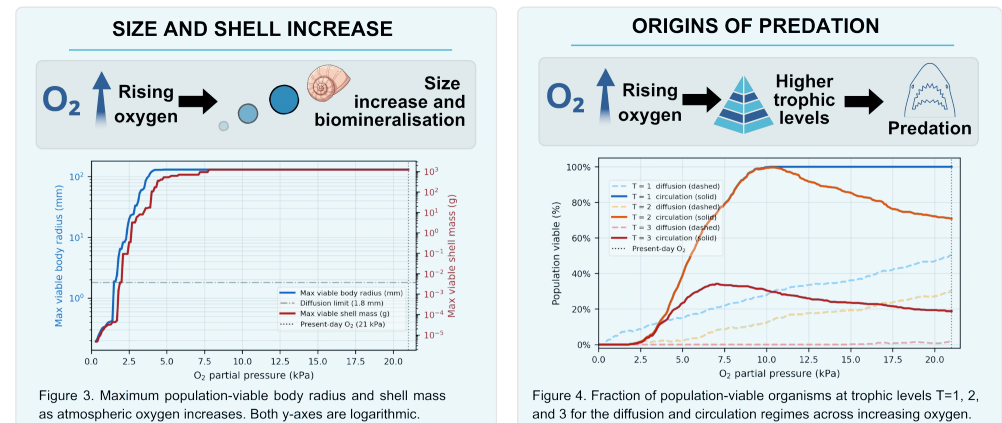 SIZE AND SHELL INCREASE
O₂
Rising
oxygen
Size
increase and
biomineralisation
Max viable body radius (mm)
10²
10¹
10⁰
Max viable shell mass (g)
10³
10²
10¹
10⁰
10⁻¹
10⁻²
10⁻³
10⁻⁴
10⁻⁵
Max viable body radius (mm)
Diffusion limit (1.8 mm)
Max viable shell mass (g)
Present-day O₂ (21 kPa)
0.0 2.5 5.0 7.5 10.0 12.5 15.0 17.5 20.0
O₂ partial pressure (kPa)
Figure 3. Maximum population-viable body radius and shell mass
as atmospheric oxygen increases. Both y-axes are logarithmic.
ORIGINS OF PREDATION
O₂
Rising
oxygen
Higher
trophic
levels
Predation
Population viable (%)
100%
80%
60%
40%
20%
0%
T = 1 diffusion (dashed)
T = 1 circulation (solid)
T = 2 diffusion (dashed)
T = 2 circulation (solid)
T = 3 diffusion (dashed)
T = 3 circulation (solid)
Present-day O₂
0.0 2.5 5.0 7.5 10.0 12.5 15.0 17.5 20.0
O₂ partial pressure (kPa)
Figure 4. Fraction of population-viable organisms at trophic levels T=1, 2,
and 3 for the diffusion and circulation regimes across increasing oxygen.